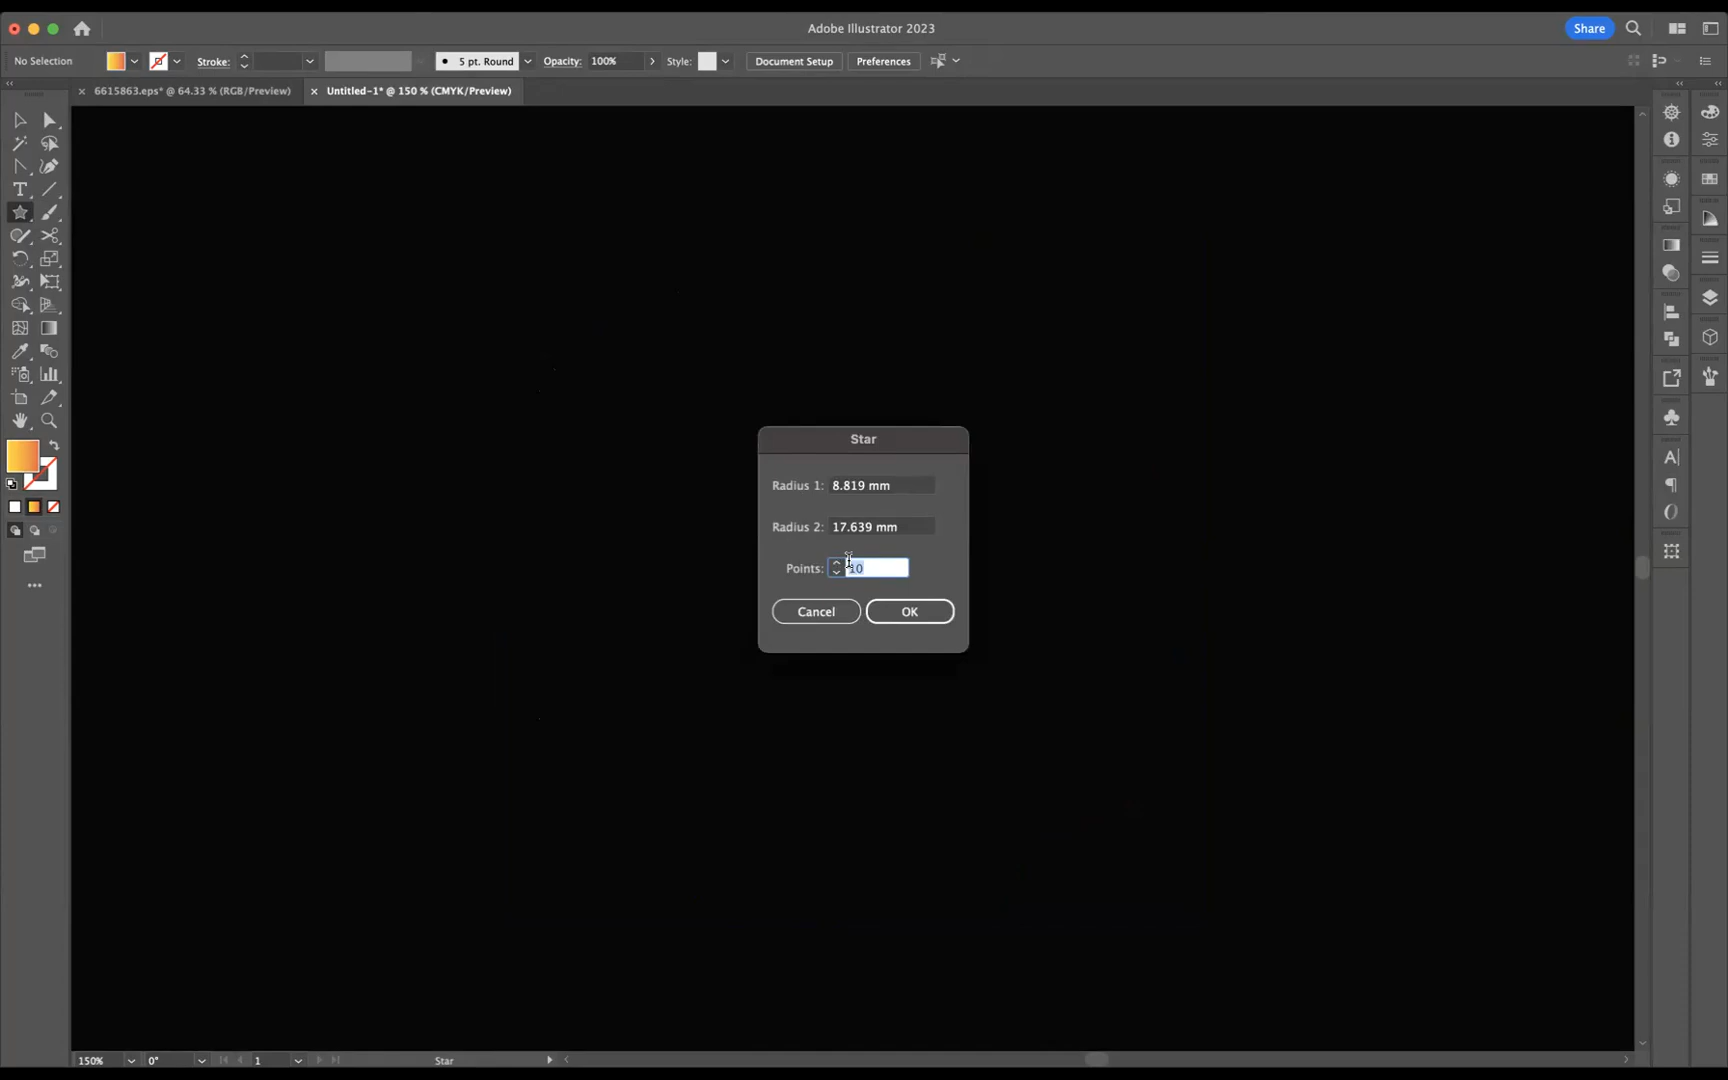 Adobe Illustrator 2023
Share
No Selection
Stroke:
5 pt. Round
Opacity:
100%
Style:
Document Setup
Preferences
6615863.eps* @ 64.33 % (RGB/Preview)
Untitled-1* @ 150 % (CMYK/Preview)
Star
Radius 1: 8.819 mm
Radius 2: 17.639 mm
Points: 10
Cancel
OK
150%
0°
1
Star